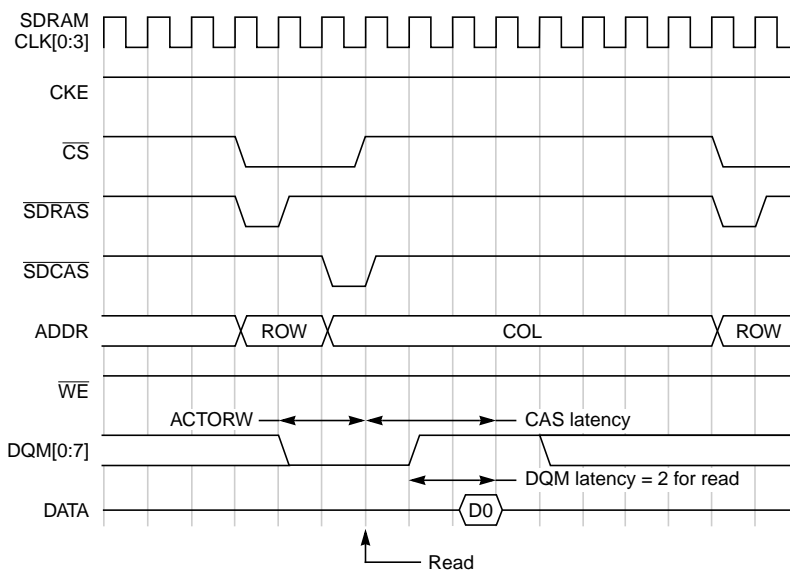 SDRAM
CLK[0:3]
CKE
CS
SDRAS
SDCAS
ADDR ROW COL ROW
WE
ACTORW CAS latency
DQM[0:7]
DQM latency = 2 for read
DATA D0
Read